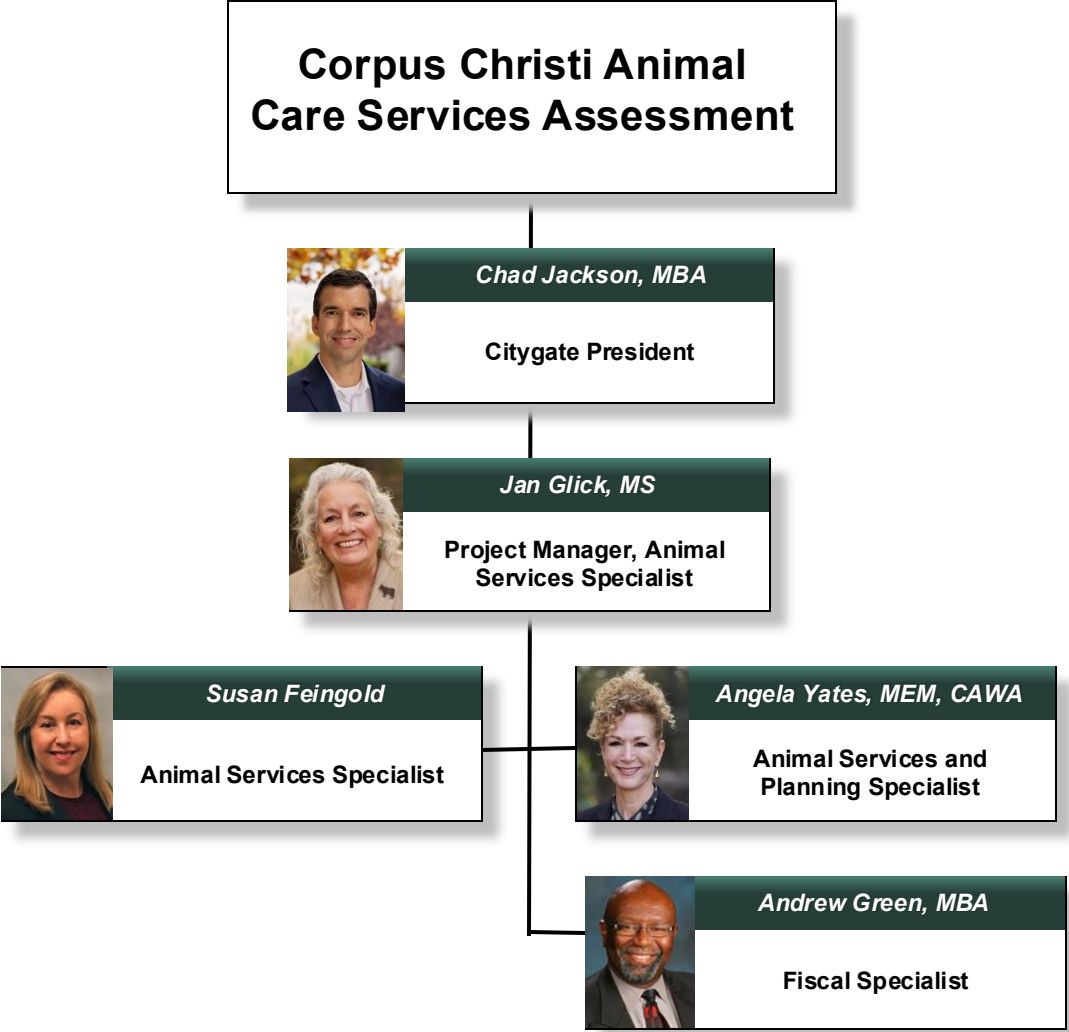 Corpus Christi Animal
Care Services Assessment
Chad Jackson, MBA
Citygate President
Jan Glick, MS
Project Manager, Animal
Services Specialist
Susan Feingold
Animal Services Specialist
Angela Yates, MEM, CAWA
Animal Services and
Planning Specialist
Andrew Green, MBA
Fiscal Specialist